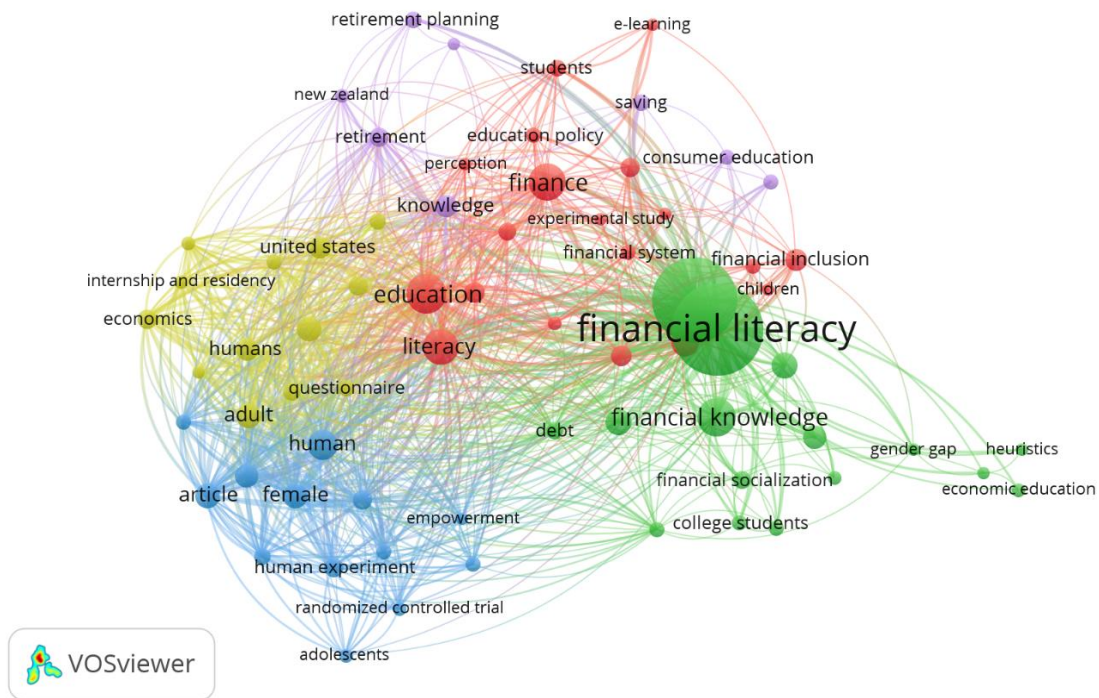 retirement planning
e-learning
students
new zealand
saving
retirement
education policy
consumer education
perception
finance
knowledge
experimental study
united states
financial system
financial inclusion
internship and residency
education
children
economics
financial literacy
humans
literacy
questionnaire
adult
financial knowledge
debt
human
gender gap
heuristics
financial socialization
economic education
article
female
empowerment
college students
human experiment
randomized controlled trial
adolescents
VOSviewer